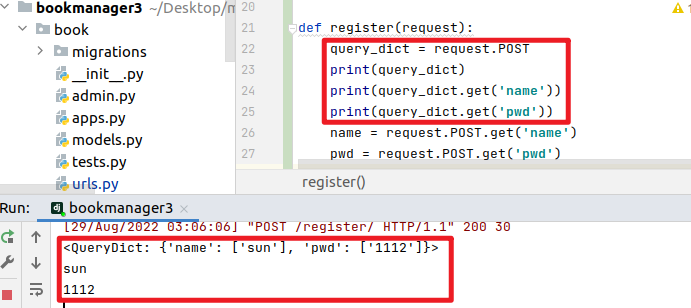 bookmanager3 ~/Desktop/m
book
migrations
__init__.py
admin.py
apps.py
models.py
tests.py
urls.py
20
21 def register(request):
22 query_dict = request.POST
23 print(query_dict)
24 print(query_dict.get('name'))
25 print(query_dict.get('pwd'))
26 name = request.POST.get('name')
27 pwd = request.POST.get('pwd')
1
register()
Run: dj bookmanager3 ×
[29/Aug/2022 03:06:06] "POST /register/ HTTP/1.1" 200 30
<QueryDict: {'name': ['sun'], 'pwd': ['1112']}>
sun
1112